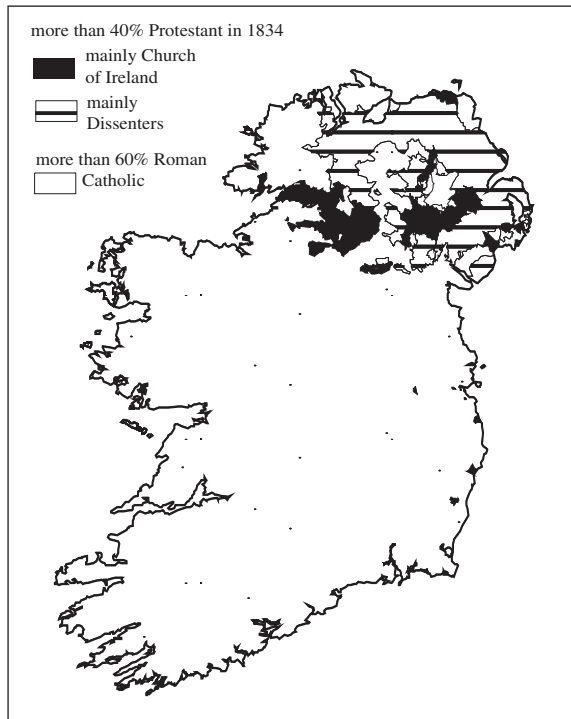 more than 40% Protestant in 1834
mainly Church
of Ireland
mainly
Dissenters
more than 60% Roman
Catholic